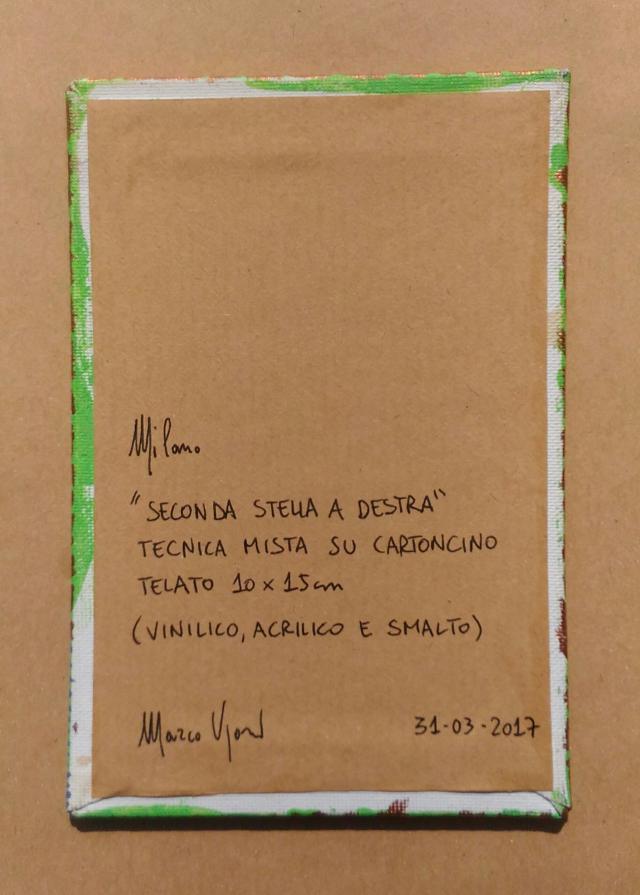 Milano
"SECONDA STELLA A DESTRA"
TECNICA MISTA SU CARTONCINO
TELATO 10 x 15 cm
(VINILICO, ACRILICO E SMALTO)
Marco
31-03-2017